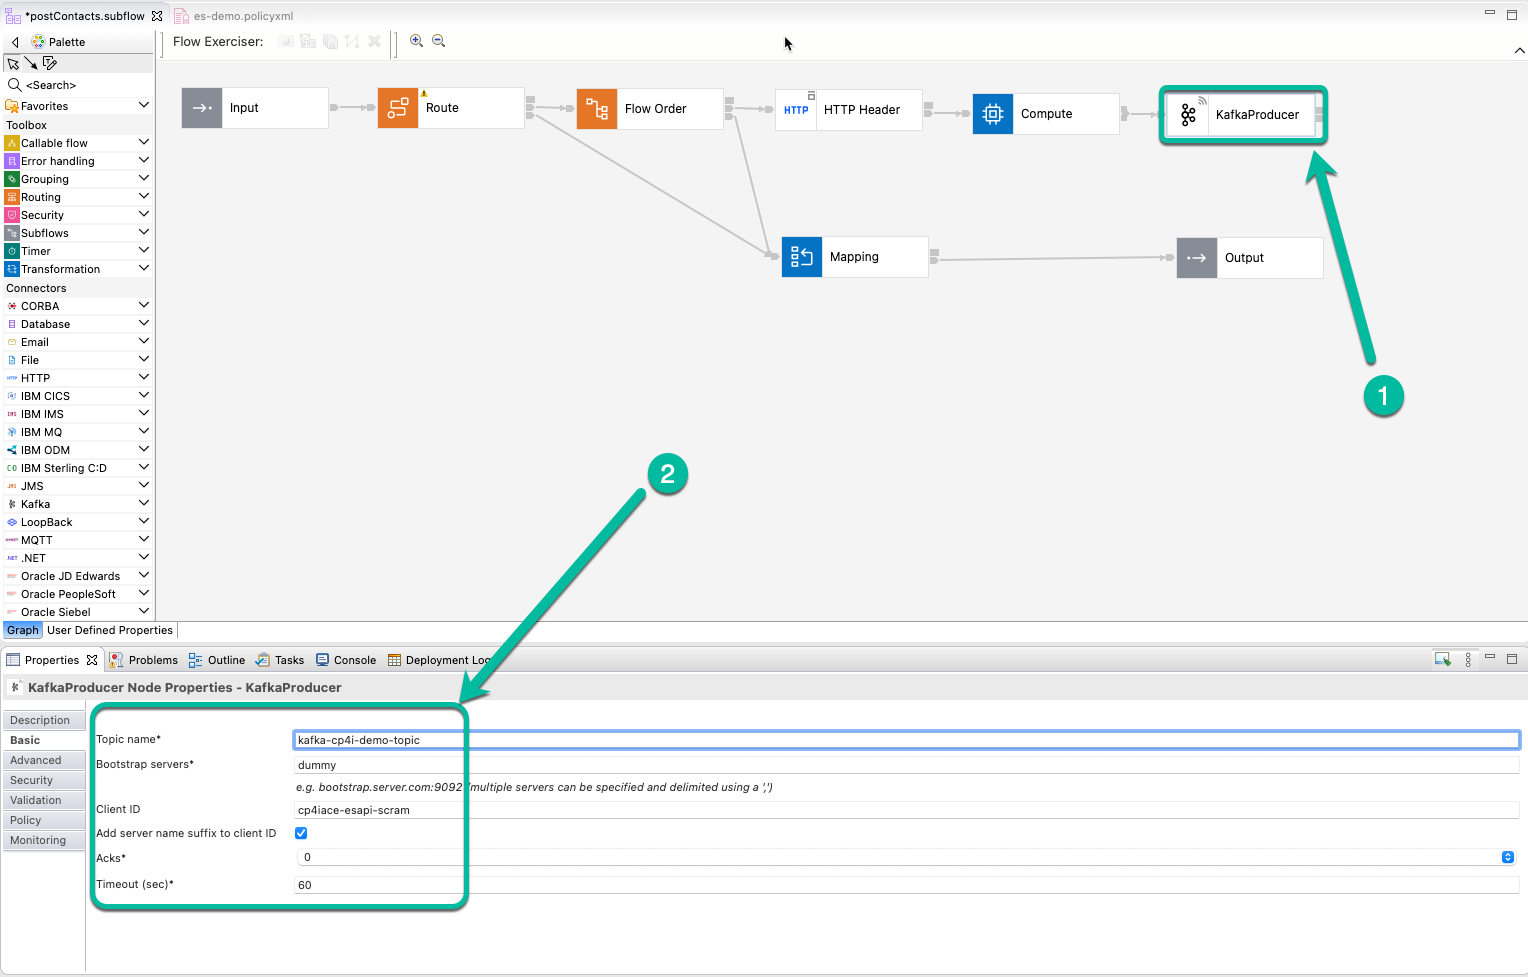 *postContacts.subflow
es-demo.policyxml
Palette
Flow Exerciser:
<Search>
Favorites
Toolbox
Callable flow
Error handling
Grouping
Routing
Security
Subflows
Timer
Transformation
Connectors
CORBA
Database
Email
File
HTTP
IBM CICS
IBM IMS
IBM MQ
IBM ODM
IBM Sterling C:D
JMS
Kafka
LoopBack
MQTT
.NET
Oracle JD Edwards
Oracle PeopleSoft
Oracle Siebel
Input
Route
Flow Order
HTTP
HTTP Header
Compute
KafkaProducer
Mapping
Output
1
2
Graph
User Defined Properties
Properties
Problems
Outline
Tasks
Console
Deployment Log
KafkaProducer Node Properties - KafkaProducer
Description
Basic
Advanced
Security
Validation
Policy
Monitoring
Topic name*
kafka-cp4i-demo-topic
Bootstrap servers*
dummy
e.g. bootstrap.server.com:9092 (multiple servers can be specified and delimited using a ',')
Client ID
cp4iace-esapi-scram
Add server name suffix to client ID
Acks*
0
Timeout (sec)*
60